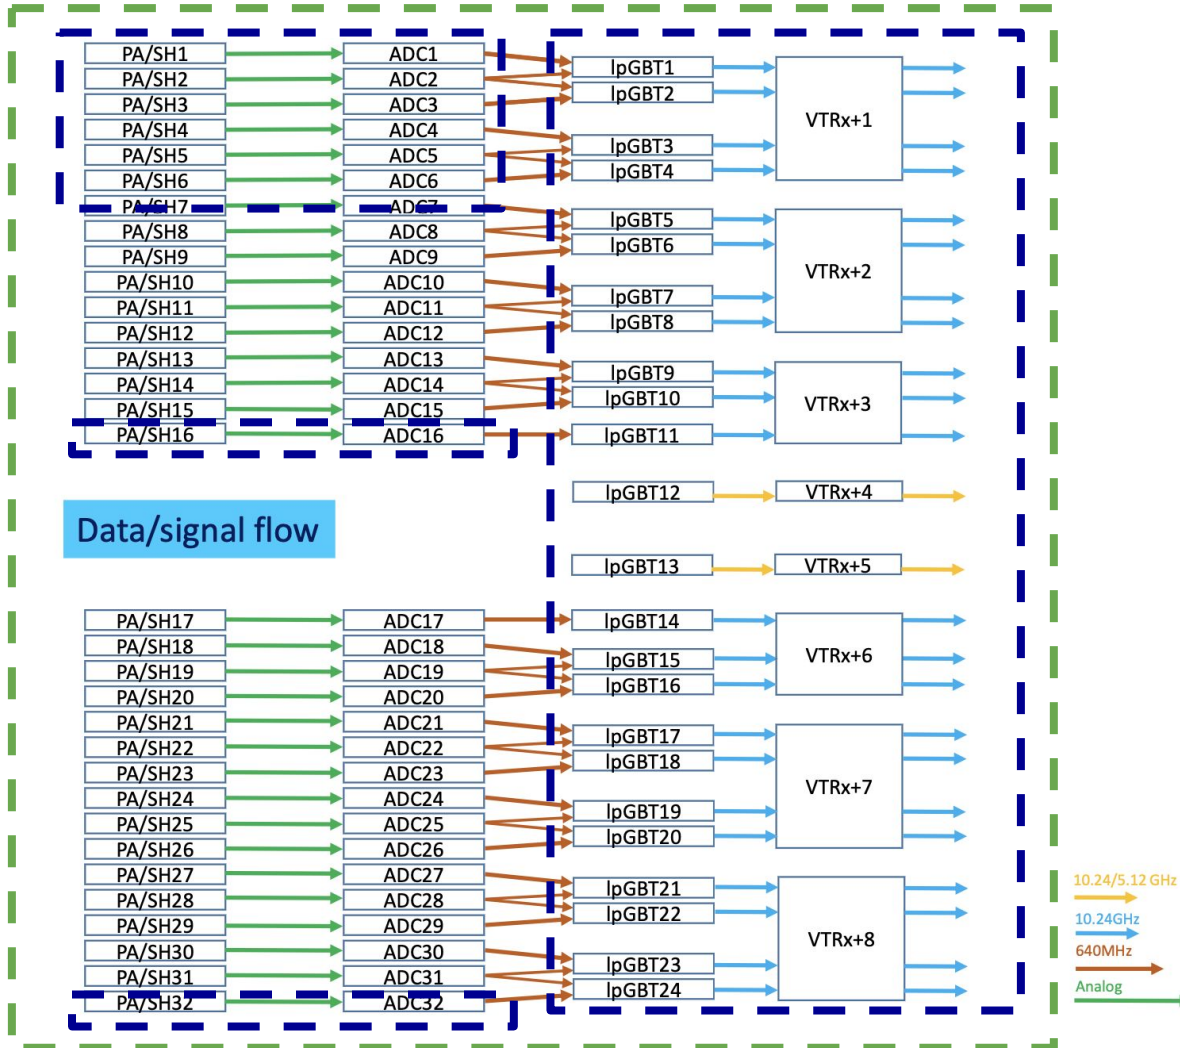 PA/SH1 ADC1
lpGBT1
PA/SH2 ADC2
lpGBT2
PA/SH3 ADC3
VTRx+1
PA/SH4 ADC4
lpGBT3
PA/SH5 ADC5
lpGBT4
PA/SH6 ADC6
PA/SH7 ADC7
lpGBT5
PA/SH8 ADC8
lpGBT6
PA/SH9 ADC9
VTRx+2
PA/SH10 ADC10
lpGBT7
PA/SH11 ADC11
lpGBT8
PA/SH12 ADC12
PA/SH13 ADC13
lpGBT9
PA/SH14 ADC14
lpGBT10
VTRx+3
PA/SH15 ADC15
PA/SH16 ADC16 lpGBT11
lpGBT12 VTRx+4
Data/signal flow
lpGBT13 VTRx+5
PA/SH17 ADC17 lpGBT14
PA/SH18 ADC18
lpGBT15 VTRx+6
PA/SH19 ADC19
lpGBT16
PA/SH20 ADC20
PA/SH21 ADC21
lpGBT17
PA/SH22 ADC22
lpGBT18
PA/SH23 ADC23
VTRx+7
PA/SH24 ADC24
lpGBT19
PA/SH25 ADC25
lpGBT20
PA/SH26 ADC26
PA/SH27 ADC27
lpGBT21
PA/SH28 ADC28
lpGBT22
PA/SH29 ADC29
VTRx+8
PA/SH30 ADC30
lpGBT23
PA/SH31 ADC31
lpGBT24
PA/SH32 ADC32
10.24/5.12 GHz
10.24GHz
640MHz
Analog